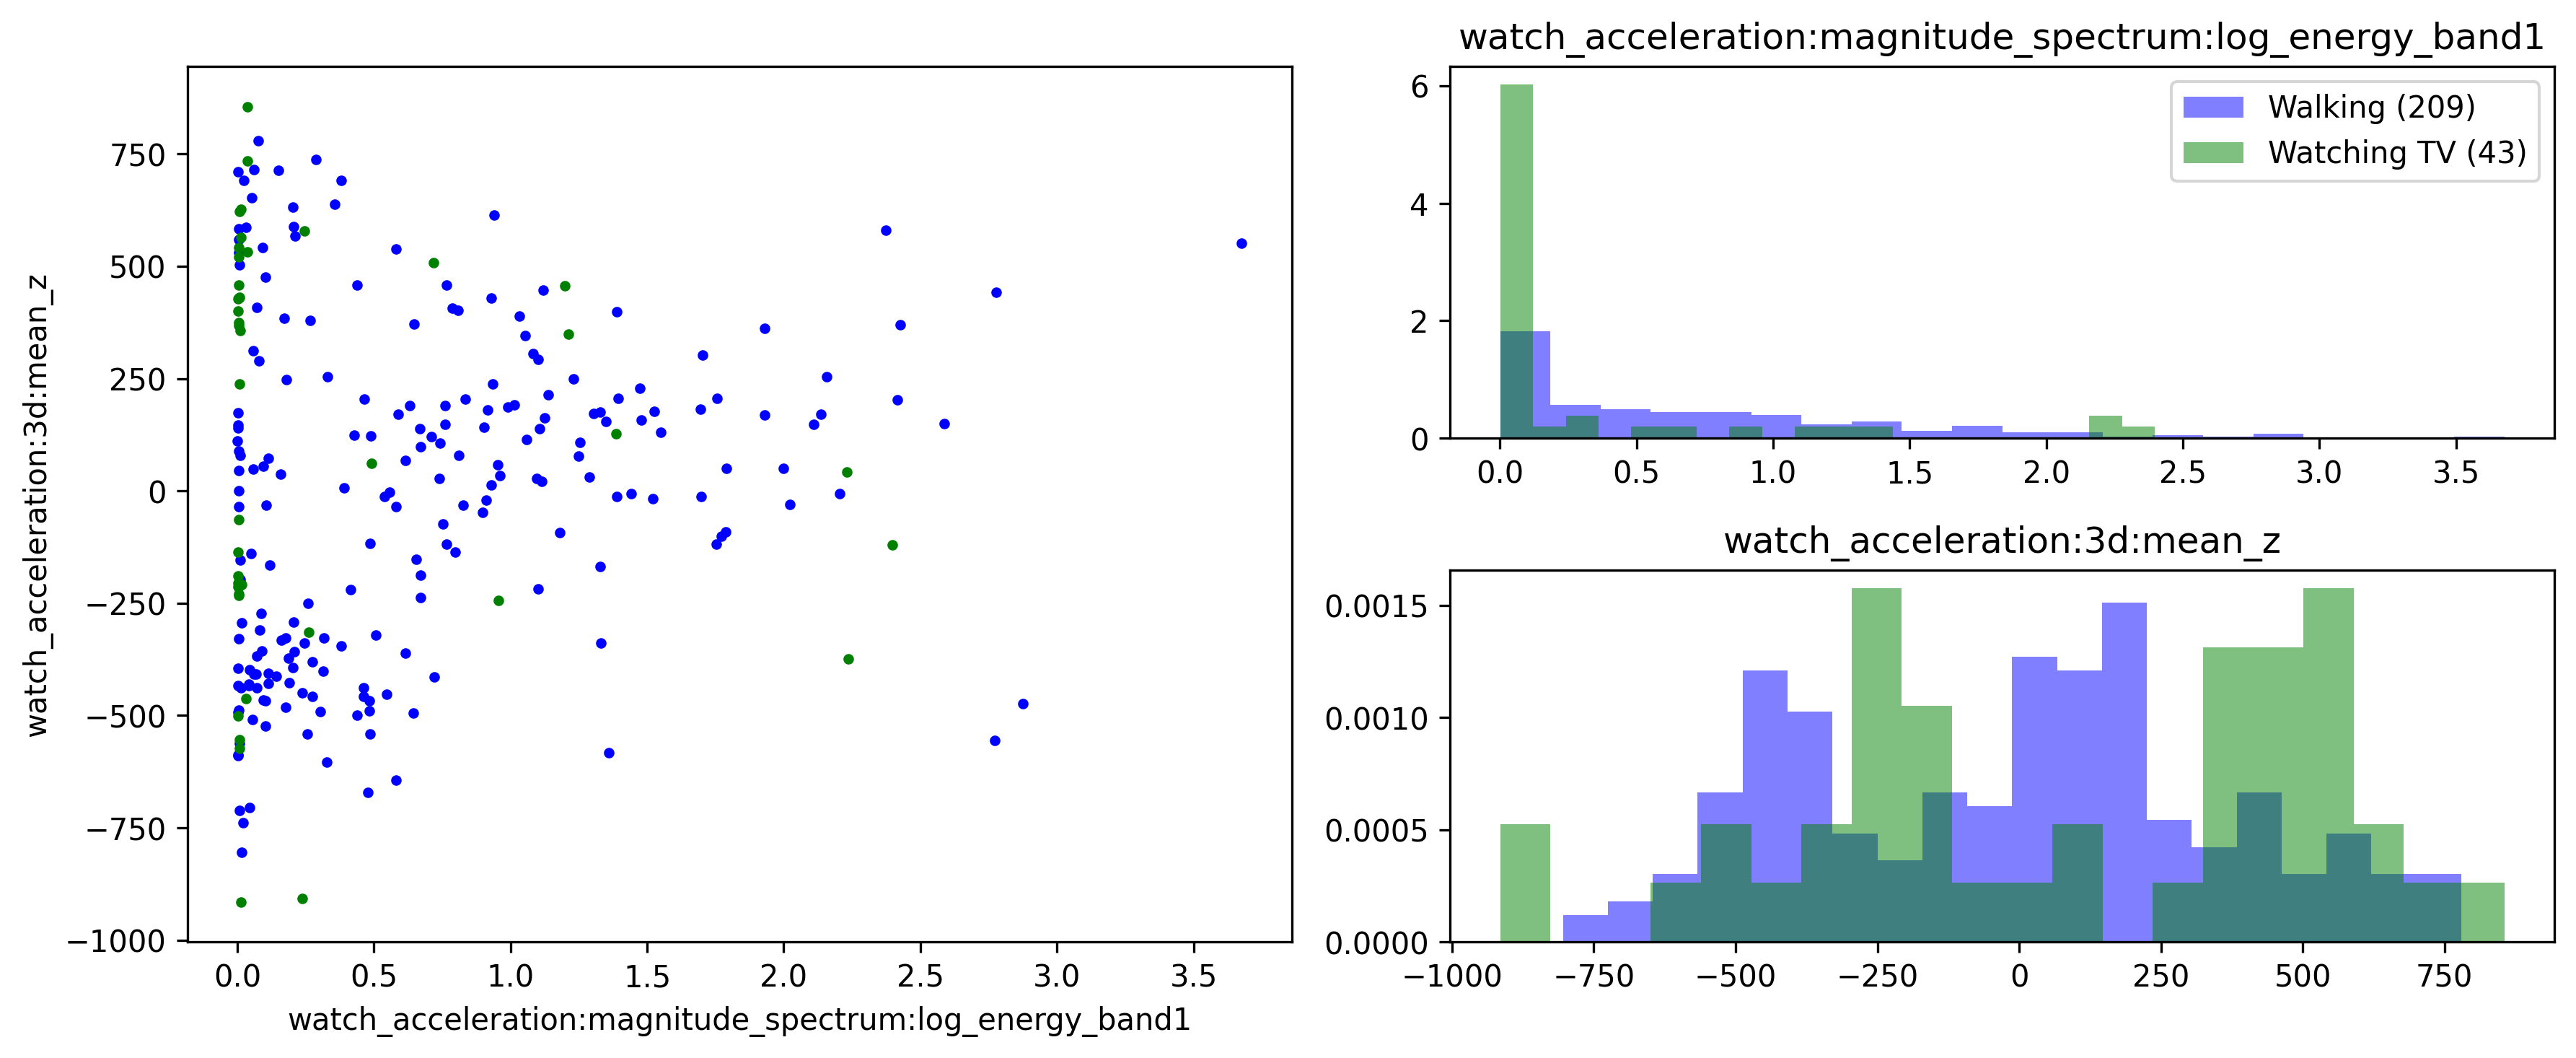 watch_acceleration:3d:mean_z
750
500
250
0
−250
−500
−750
−1000
0.0 0.5 1.0 1.5 2.0 2.5 3.0 3.5
watch_acceleration:magnitude_spectrum:log_energy_band1
watch_acceleration:magnitude_spectrum:log_energy_band1
6
4
2
0
Walking (209)
Watching TV (43)
0.0 0.5 1.0 1.5 2.0 2.5 3.0 3.5
watch_acceleration:3d:mean_z
0.0015
0.0010
0.0005
0.0000
−1000 −750 −500 −250 0 250 500 750